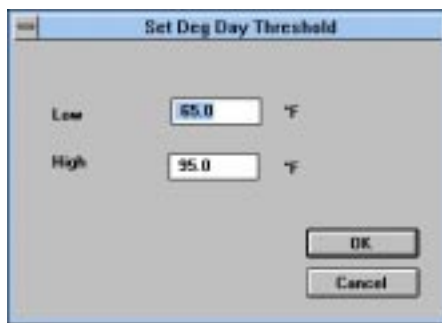 Set Deg Day Threshold
Low 65.0 °F
High 95.0 °F
OK
Cancel